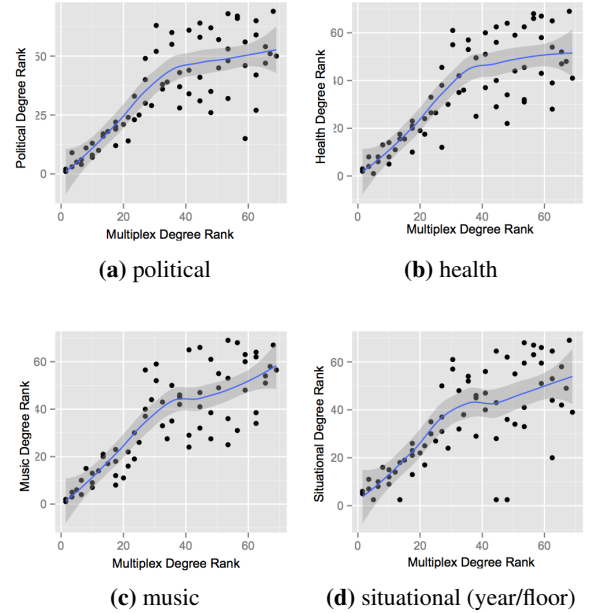 Political Degree Rank
50
25
0
0
20
40
60
Multiplex Degree Rank
(a) political
Health Degree Rank
60
40
20
0
0
20
40
60
Multiplex Degree Rank
(b) health
Music Degree Rank
60
40
20
0
0
20
40
60
Multiplex Degree Rank
(c) music
Situational Degree Rank
60
40
20
0
0
20
40
60
Multiplex Degree Rank
(d) situational (year/floor)